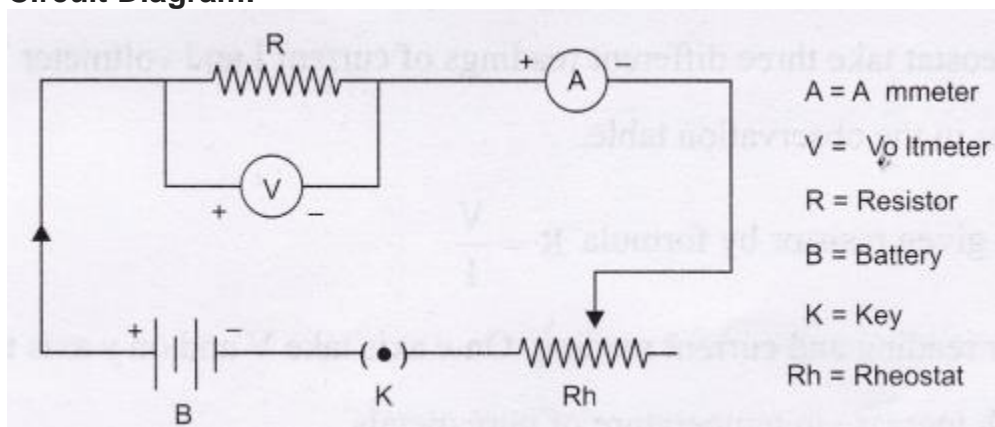 Circuit Diagram:
R
+ A −
A = A mmeter
V = Vo ltmeter
+ V −
R = Resistor
B = Battery
K = Key
+ −
Rh = Rheostat
B
K
Rh